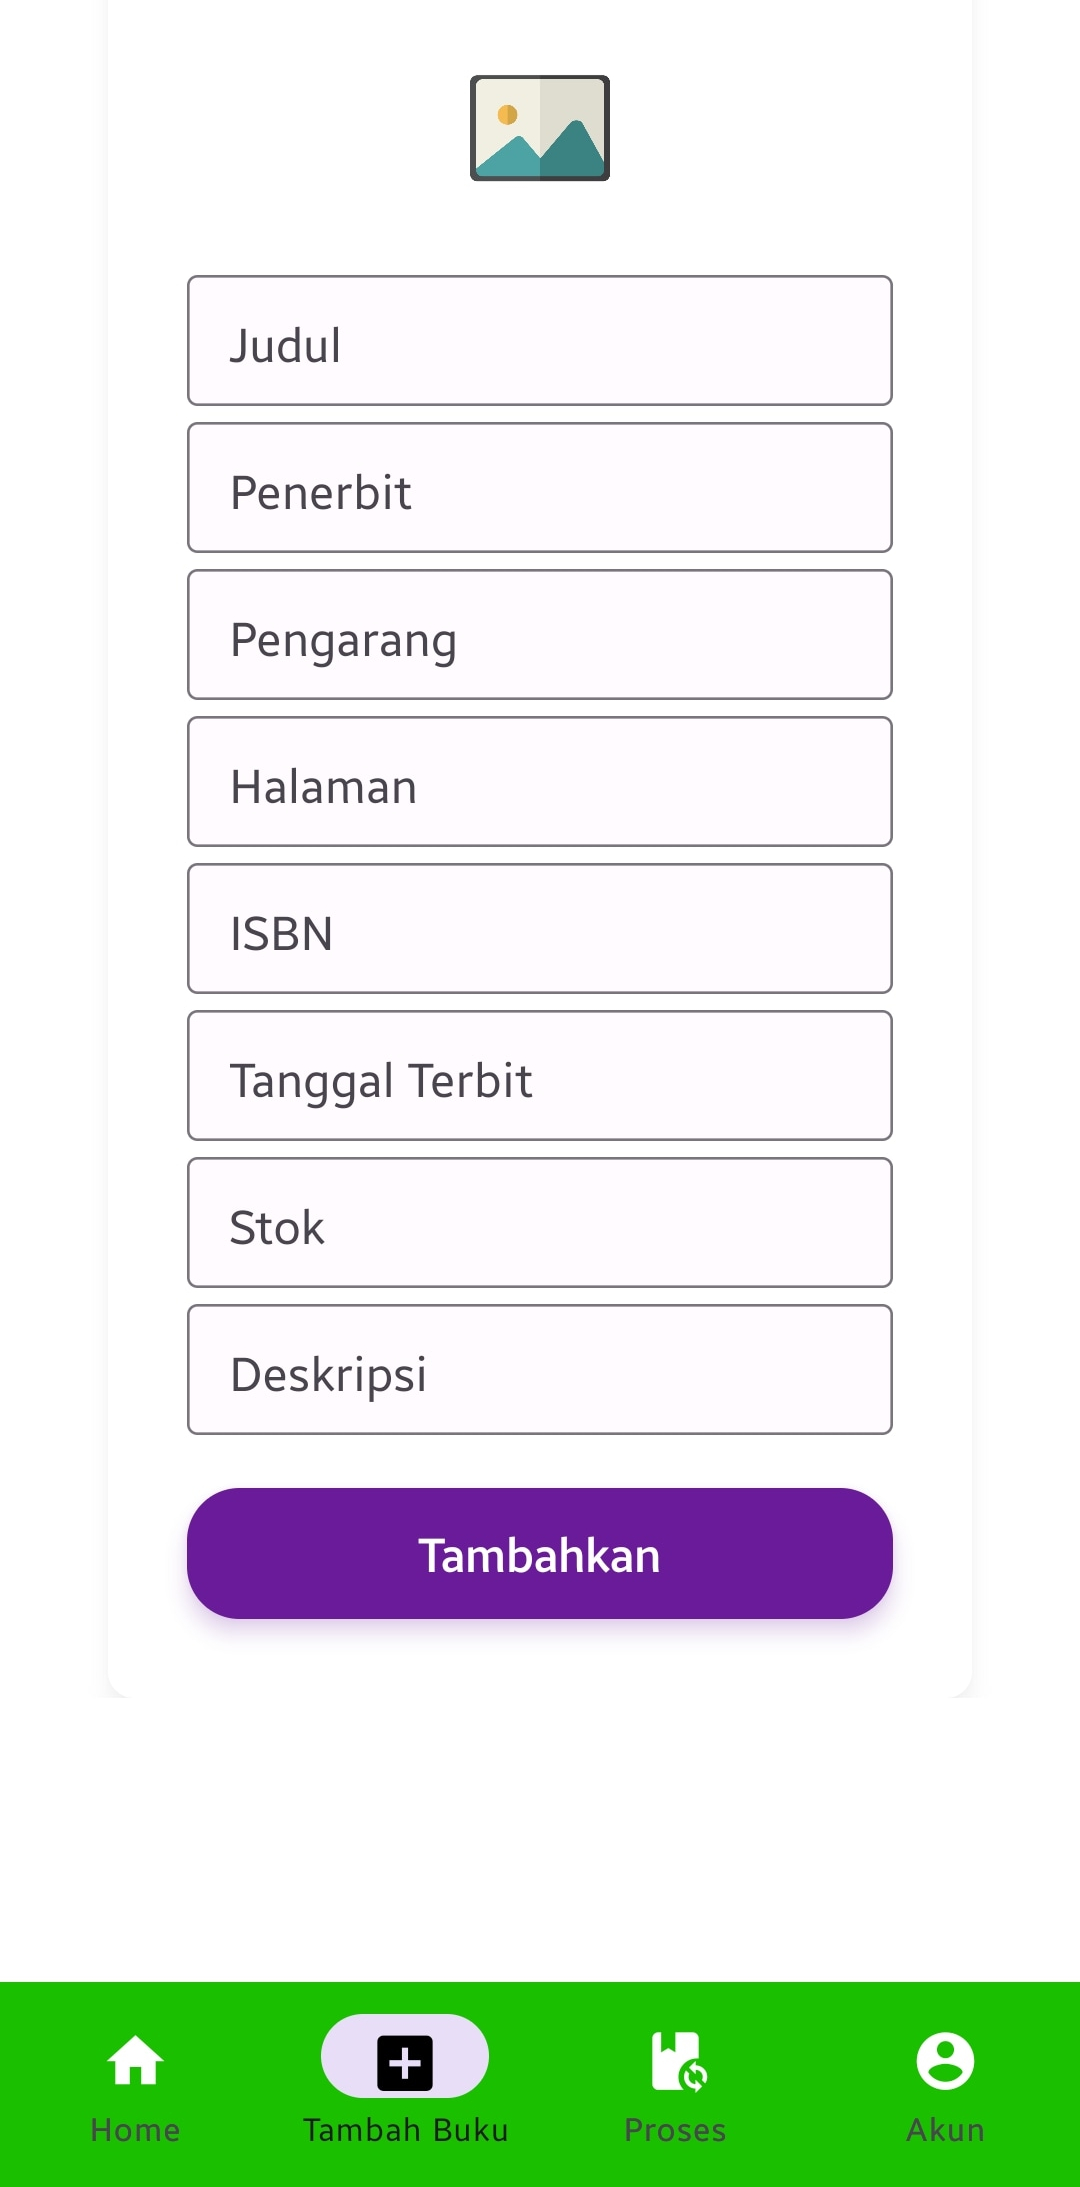 Judul
Penerbit
Pengarang
Halaman
ISBN
Tanggal Terbit
Stok
Deskripsi
Tambahkan
Home
Tambah Buku
Proses
Akun